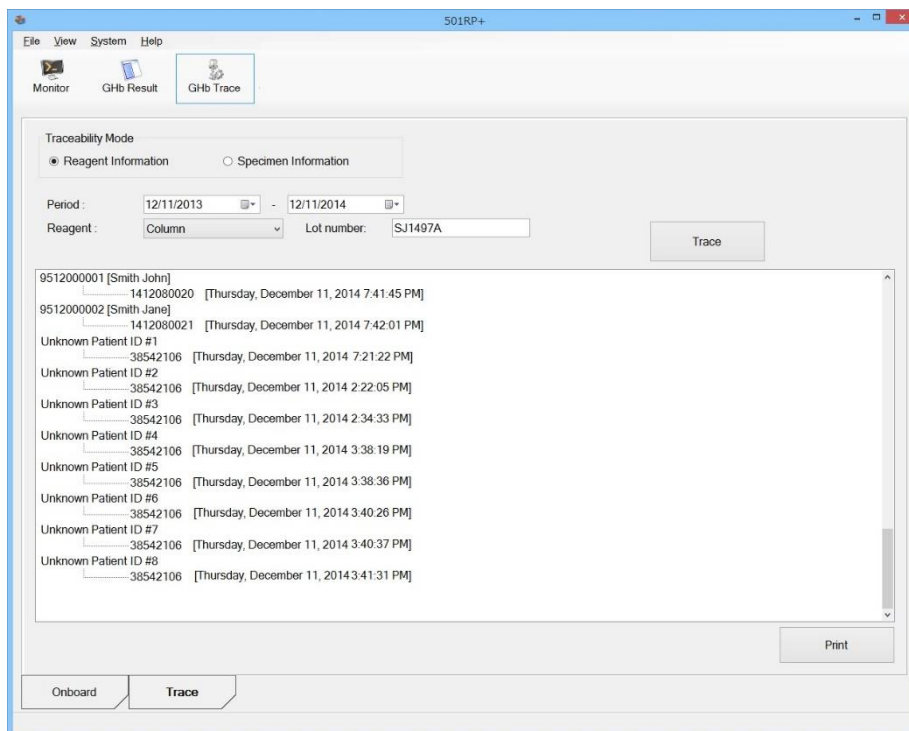 501RP+
File View System Help
Monitor GHb Result GHb Trace
Traceability Mode
Reagent Information Specimen Information
Period : 12/11/2013 - 12/11/2014
Reagent : Column Lot number: SJ1497A
Trace
9512000001 [Smith John]
1412080020 [Thursday, December 11, 2014 7:41:45 PM]
9512000002 [Smith Jane]
1412080021 [Thursday, December 11, 2014 7:42:01 PM]
Unknown Patient ID #1
38542106 [Thursday, December 11, 2014 7:21:22 PM]
Unknown Patient ID #2
38542106 [Thursday, December 11, 2014 2:22:05 PM]
Unknown Patient ID #3
38542106 [Thursday, December 11, 2014 2:34:33 PM]
Unknown Patient ID #4
38542106 [Thursday, December 11, 2014 3:38:19 PM]
Unknown Patient ID #5
38542106 [Thursday, December 11, 2014 3:38:36 PM]
Unknown Patient ID #6
38542106 [Thursday, December 11, 2014 3:40:26 PM]
Unknown Patient ID #7
38542106 [Thursday, December 11, 2014 3:40:37 PM]
Unknown Patient ID #8
38542106 [Thursday, December 11, 2014 3:41:31 PM]
Print
Onboard Trace